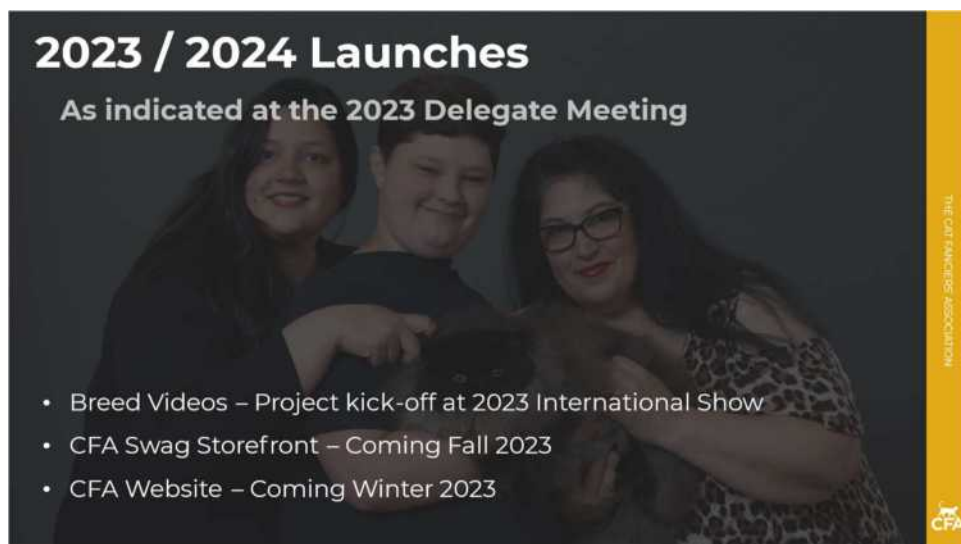 2023 / 2024 Launches
As indicated at the 2023 Delegate Meeting
• Breed Videos – Project kick-off at 2023 International Show
• CFA Swag Storefront – Coming Fall 2023
• CFA Website – Coming Winter 2023
THE CAT FANCIERS' ASSOCIATION
CFA